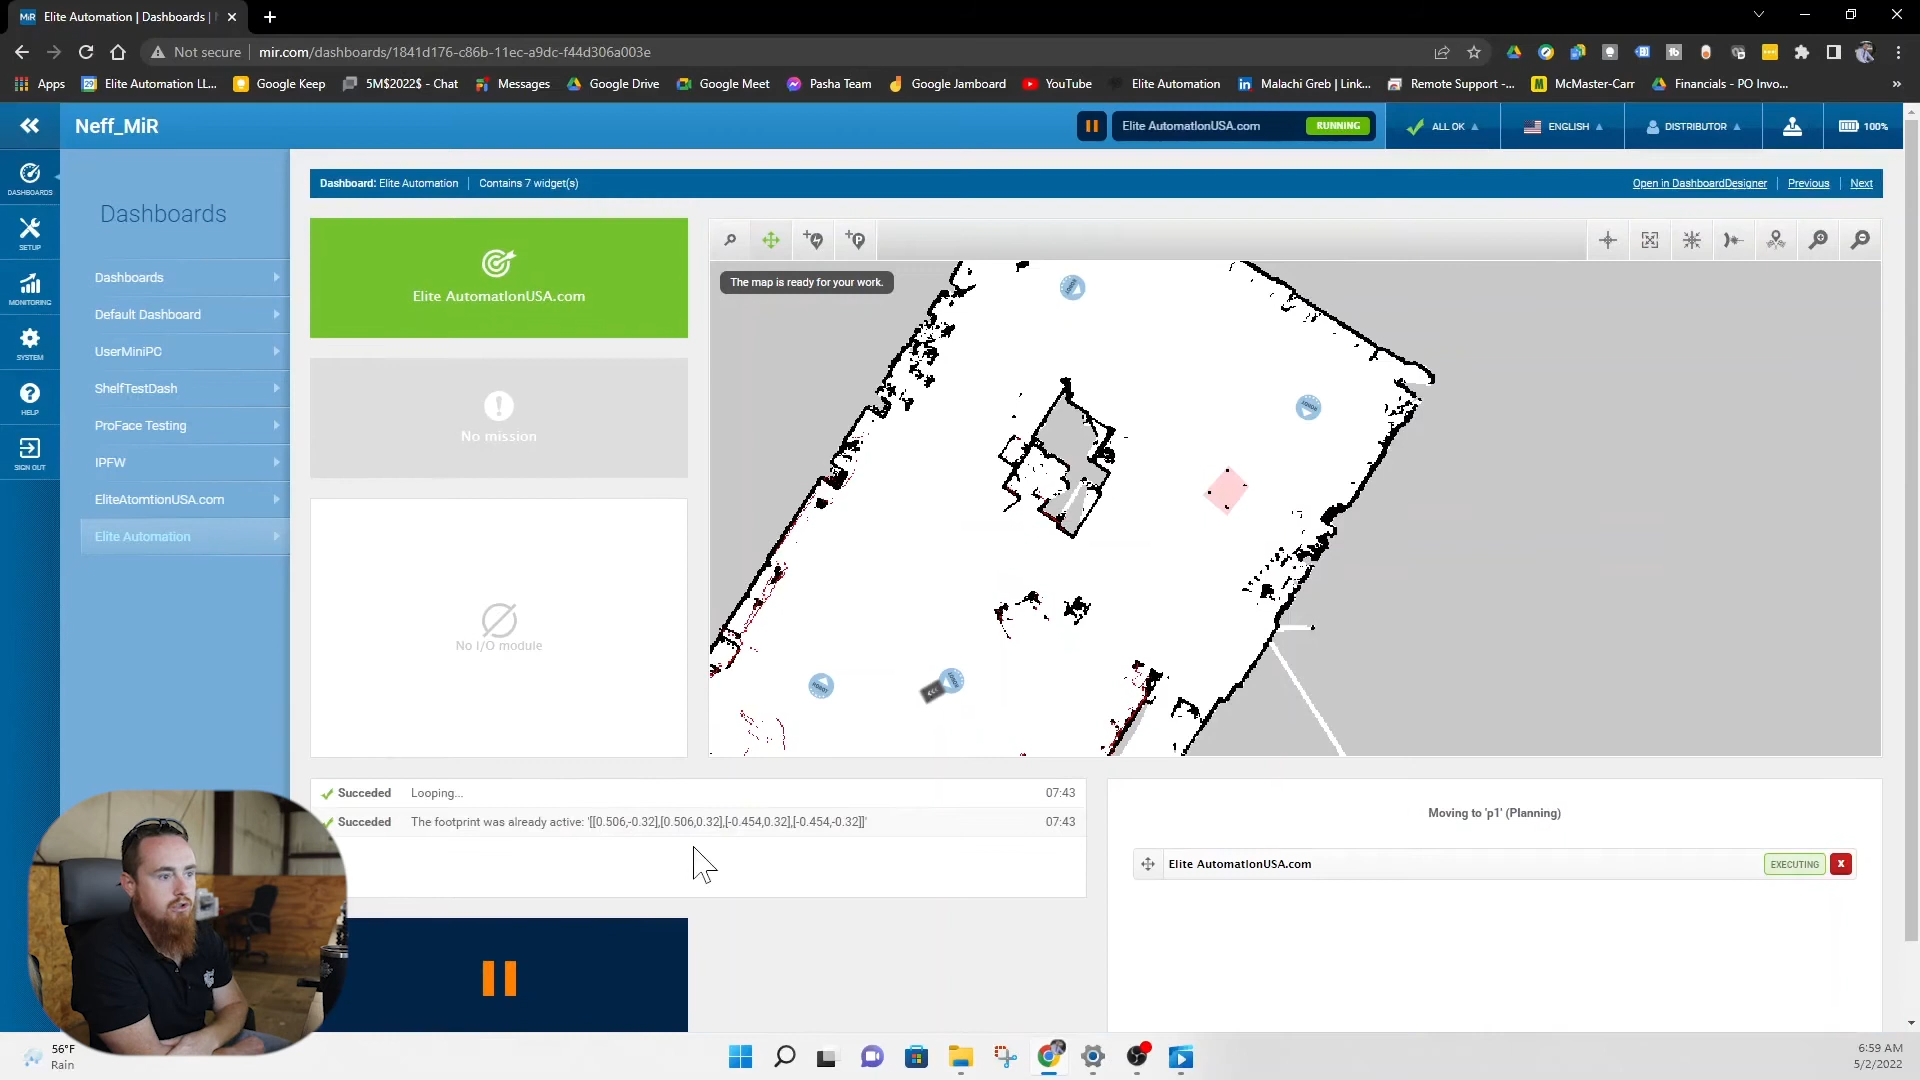 MiR Elite Automation | Dashboards |
Not secure mir.com/dashboards/1841d176-c86b-11ec-a9dc-f44d306a003e
Apps Elite Automation LL... Google Keep 5M$2022$ - Chat Messages Google Drive Google Meet Pasha Team Google Jamboard YouTube Elite Automation Malachi Greb | Link... Remote Support -... McMaster-Carr Financials - PO Invo... »
Neff_MiR
Elite AutomatIonUSA.com RUNNING
ALL OK ENGLISH DISTRIBUTOR 100%
DASHBOARDS
SETUP
MONITORING
SYSTEM
HELP
SIGN OUT
Dashboards
Dashboards
Default Dashboard
UserMiniPC
ShelfTestDash
ProFace Testing
IPFW
EliteAtomtionUSA.com
Elite Automation
Dashboard: Elite Automation Contains 7 widget(s)
Open in DashboardDesigner Previous Next
Elite AutomatIonUSA.com
No mission
No I/O module
The map is ready for your work.
ROBOT
ROBOT
ROBOT
ROBOT
Succeded Looping... 07:43
Succeded The footprint was already active: '[[0.506,-0.32],[0.506,0.32],[-0.454,0.32],[-0.454,-0.32]]' 07:43
Moving to 'p1' (Planning)
Elite AutomatIonUSA.com EXECUTING X
56°F
Rain
6:59 AM
5/2/2022